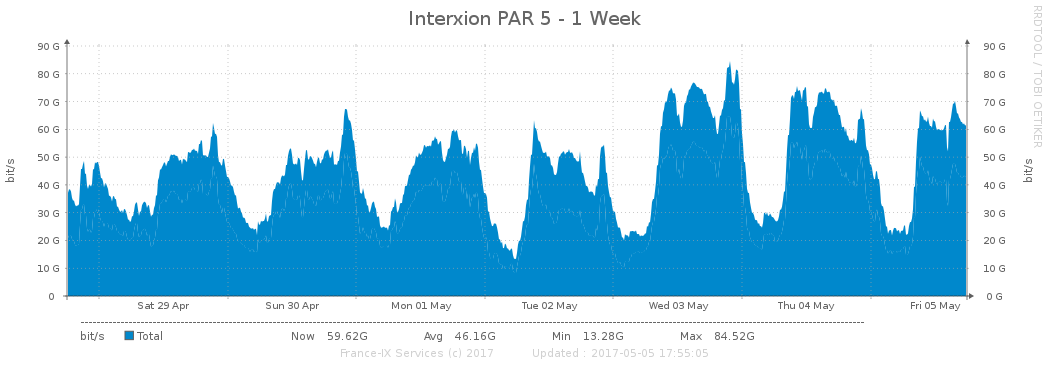 Interxion PAR 5 - 1 Week
RRDTOOL / TOBI OETIKER
90 G 90 G
80 G 80 G
70 G 70 G
60 G 60 G
50 G 50 G
40 G 40 G
30 G 30 G
20 G 20 G
10 G 10 G
0 0 G
bit/s
bit/s
Sat 29 Apr Sun 30 Apr Mon 01 May Tue 02 May Wed 03 May Thu 04 May Fri 05 May
bit/s Total Now 59.62G Avg 46.16G Min 13.28G Max 84.52G
France-IX Services (c) 2017 Updated : 2017-05-05 17:55:05